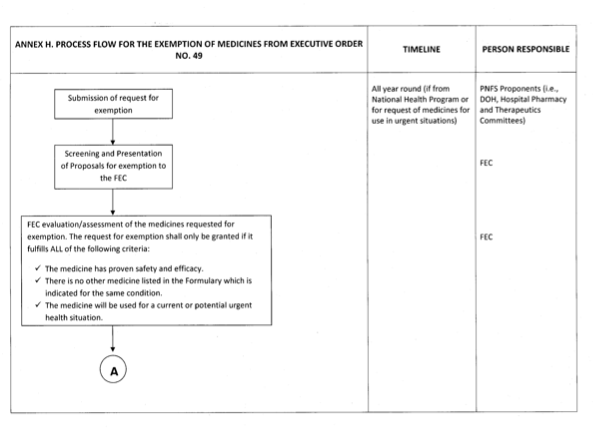 ANNEX H. PROCESS FLOW FOR THE EXEMPTION OF MEDICINES FROM EXECUTIVE ORDER
NO. 49
TIMELINE
PERSON RESPONSIBLE
Submission of request for
exemption
All year round (if from
National Health Program or
for request of medicines for
use in urgent situations)
PNFS Proponents (i.e.,
DOH, Hospital Pharmacy
and Therapeutics
Committees)
Screening and Presentation
of Proposals for exemption to
the FEC
FEC
FEC evaluation/assessment of the medicines requested for
exemption. The request for exemption shall only be granted if it
fulfills ALL of the following criteria:
✓ The medicine has proven safety and efficacy.
✓ There is no other medicine listed in the Formulary which is
indicated for the same condition.
✓ The medicine will be used for a current or potential urgent
health situation.
FEC
A